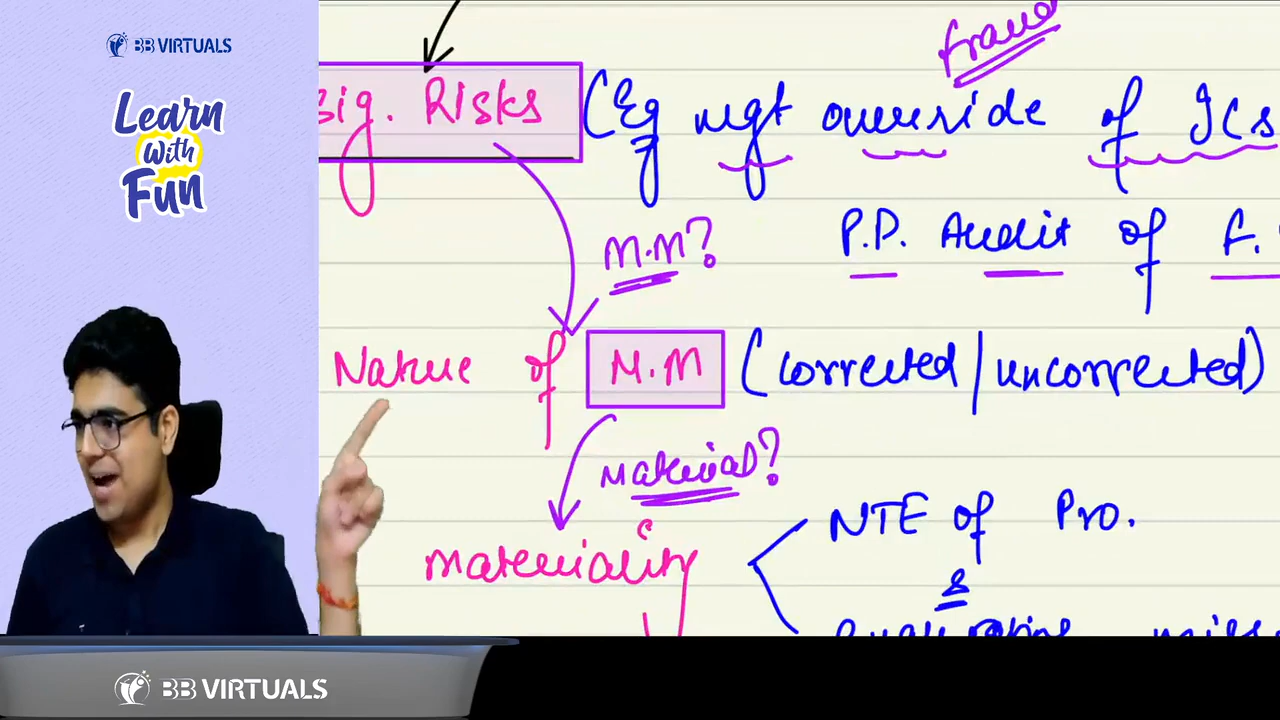 BB VIRTUALS
Learn
With
Fun
fraud
Sig. Risks (Eg mgt override of ICs
M.M?
P.D. Audit of F.
Nature of M.M (corrected/uncorrected)
Material?
Materiality
NTE of Pro.
&
BB VIRTUALS